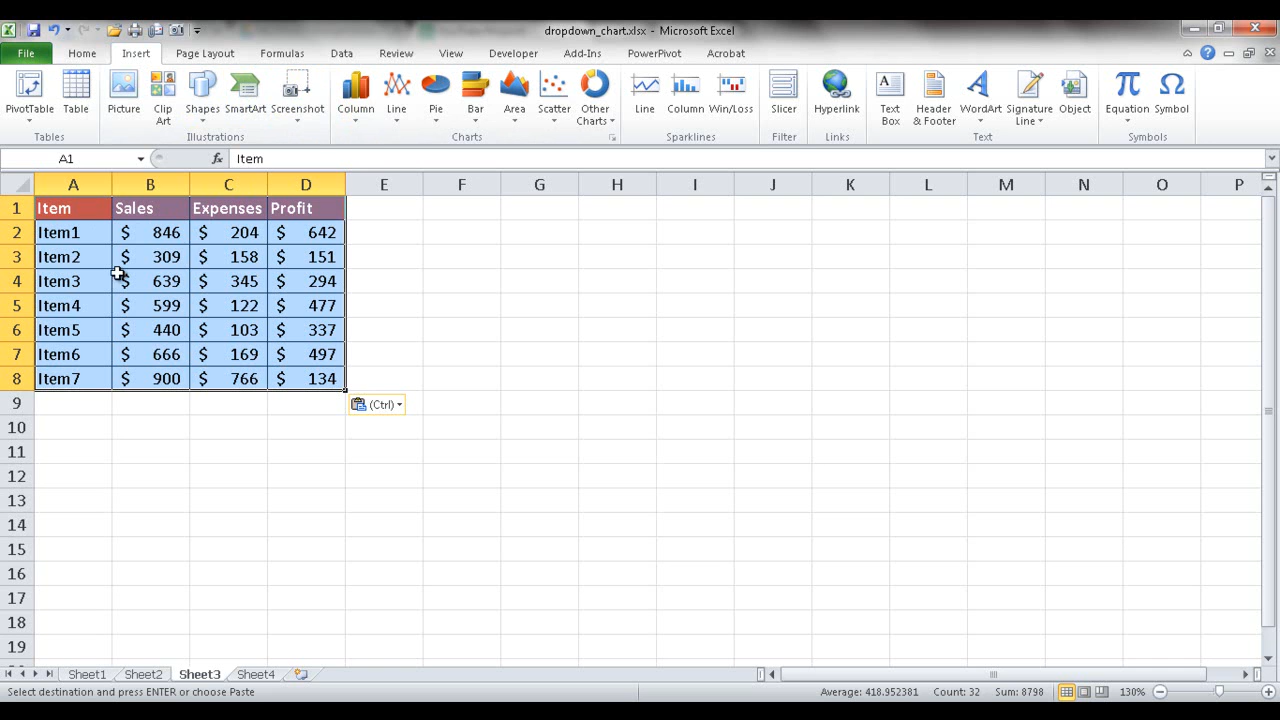 dropdown_chart.xlsx - Microsoft Excel
File Home Insert Page Layout Formulas Data Review View Developer Add-Ins PowerPivot Acrobat
PivotTable Table Picture Clip Art Shapes SmartArt Screenshot Column Line Pie Bar Area Scatter Other Charts Line Column Win/Loss Slicer Hyperlink Text Box Header & Footer WordArt Signature Line Object Equation Symbol
Tables Illustrations Charts Sparklines Filter Links Text Symbols
A1 fx Item
A B C D E F G H I J K L M N O P
1 Item Sales Expenses Profit
2 Item1 $ 846 $ 204 $ 642
3 Item2 $ 309 $ 158 $ 151
4 Item3 $ 639 $ 345 $ 294
5 Item4 $ 599 $ 122 $ 477
6 Item5 $ 440 $ 103 $ 337
7 Item6 $ 666 $ 169 $ 497
8 Item7 $ 900 $ 766 $ 134
9 (Ctrl)
10
11
12
13
14
15
16
17
18
19
Sheet1 Sheet2 Sheet3 Sheet4
Select destination and press ENTER or choose Paste Average: 418.952381 Count: 32 Sum: 8798 130%